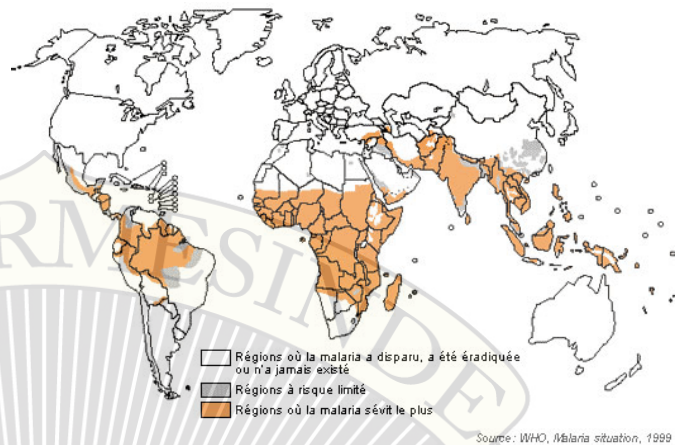 ERMESINDE
Régions où la malaria a disparu, a été éradiquée
ou n'a jamais existé
Régions à risque limité
Régions où la malaria sévit le plus
Source : WHO, Malaria situation, 1999